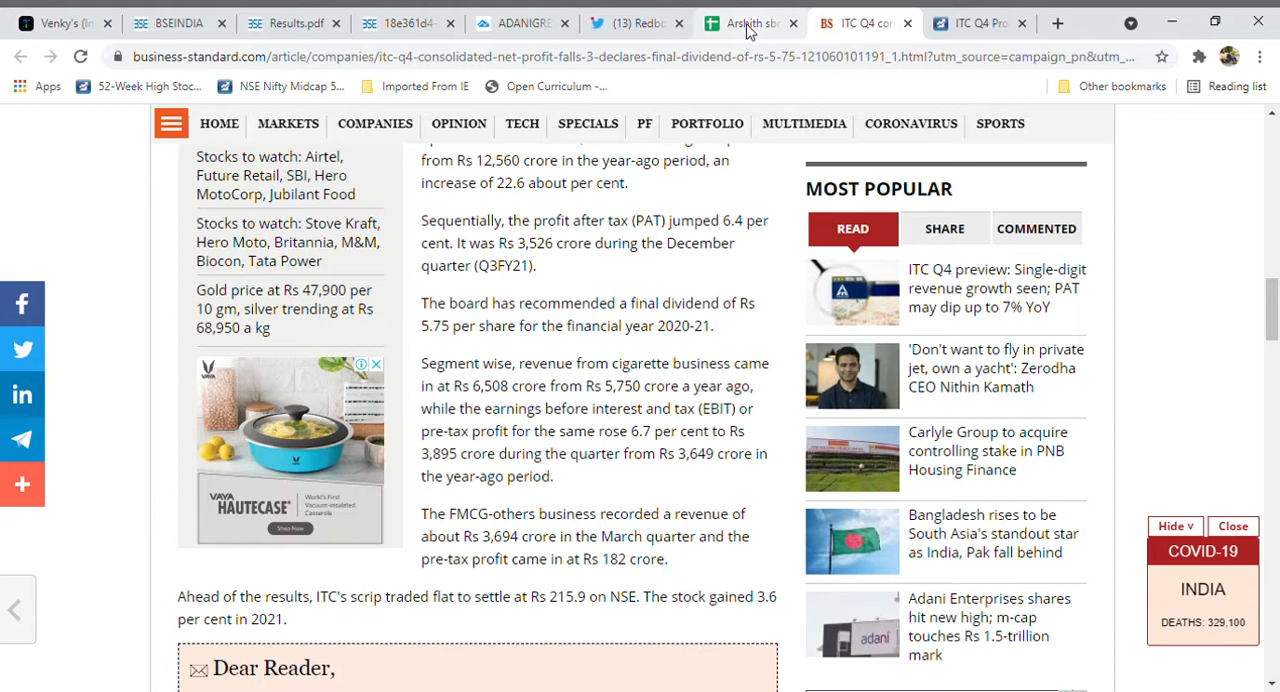 Venky's (In
BSEINDIA
Results.pdf
18e361d4-
ADANIGRE
(13) Redbo
Arshith sbr
BS ITC Q4 con
ITC Q4 Pro
business-standard.com/article/companies/itc-q4-consolidated-net-profit-falls-3-declares-final-dividend-of-rs-5-75-121060101191_1.html?utm_source=campaign_pn&utm_...
Apps
52-Week High Stoc...
NSE Nifty Midcap 5...
Imported From IE
Open Curriculum -...
Other bookmarks
Reading list
HOME
MARKETS
COMPANIES
OPINION
TECH
SPECIALS
PF
PORTFOLIO
MULTIMEDIA
CORONAVIRUS
SPORTS
Stocks to watch: Airtel,
Future Retail, SBI, Hero
MotoCorp, Jubilant Food
Stocks to watch: Stove Kraft,
Hero Moto, Britannia, M&M,
Biocon, Tata Power
Gold price at Rs 47,900 per
10 gm, silver trending at Rs
68,950 a kg
VAYA
VAYA
HAUTECASE®
World's First
Vacuum-insulated
Casserole
Shop Now
from Rs 12,560 crore in the year-ago period, an
increase of 22.6 about per cent.
Sequentially, the profit after tax (PAT) jumped 6.4 per
cent. It was Rs 3,526 crore during the December
quarter (Q3FY21).
The board has recommended a final dividend of Rs
5.75 per share for the financial year 2020-21.
Segment wise, revenue from cigarette business came
in at Rs 6,508 crore from Rs 5,750 crore a year ago,
while the earnings before interest and tax (EBIT) or
pre-tax profit for the same rose 6.7 per cent to Rs
3,895 crore during the quarter from Rs 3,649 crore in
the year-ago period.
The FMCG-others business recorded a revenue of
about Rs 3,694 crore in the March quarter and the
pre-tax profit came in at Rs 182 crore.
Ahead of the results, ITC's scrip traded flat to settle at Rs 215.9 on NSE. The stock gained 3.6
per cent in 2021.
Dear Reader,
MOST POPULAR
READ
SHARE
COMMENTED
ITC Q4 preview: Single-digit
revenue growth seen; PAT
may dip up to 7% YoY
'Don't want to fly in private
jet, own a yacht': Zerodha
CEO Nithin Kamath
Carlyle Group to acquire
controlling stake in PNB
Housing Finance
Bangladesh rises to be
South Asia's standout star
as India, Pak fall behind
Adani Enterprises shares
hit new high; m-cap
touches Rs 1.5-trillion
mark
adani
Hide v
Close
COVID-19
INDIA
DEATHS: 329,100